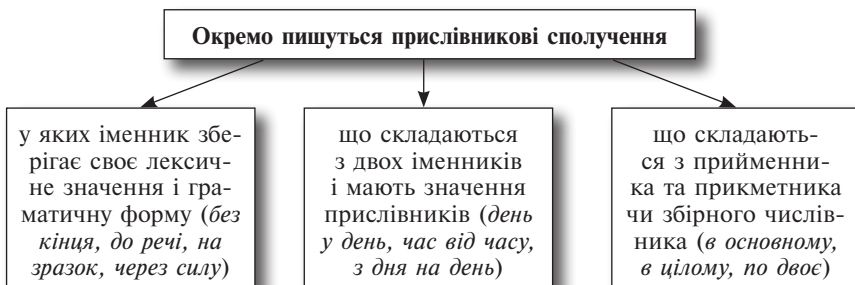 Окремо пишуться прислівникові сполучення
у яких іменник збе-
рігає своє лексич-
не значення і гра-
матичну форму (без
кінця, до речі, на
зразок, через силу)
що складаються
з двох іменників
і мають значення
прислівників (день
у день, час від часу,
з дня на день)
що складають-
ся з прийменни-
ка та прикметника
чи збірного числів-
ника (в основному,
в цілому, по двоє)